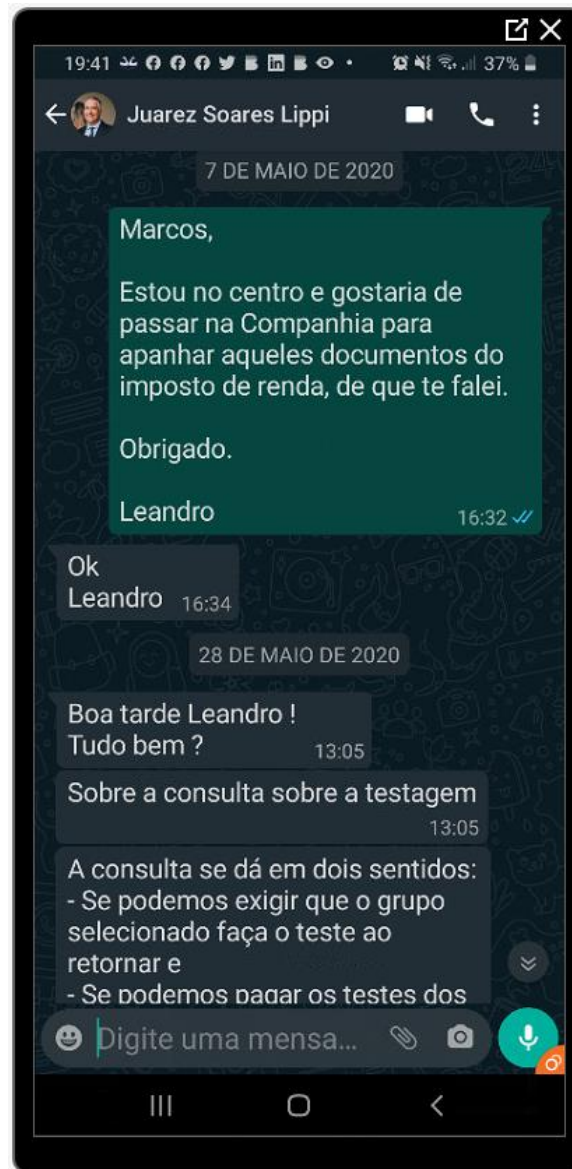 19:41
37%
Juarez Soares Lippi
7 DE MAIO DE 2020
Marcos,
Estou no centro e gostaria de
passar na Companhia para
apanhar aqueles documentos do
imposto de renda, de que te falei.
Obrigado.
Leandro
16:32
Ok
Leandro 16:34
28 DE MAIO DE 2020
Boa tarde Leandro !
Tudo bem ? 13:05
Sobre a consulta sobre a testagem
13:05
A consulta se dá em dois sentidos:
- Se podemos exigir que o grupo
selecionado faça o teste ao
retornar e
- Se podemos pagar os testes dos
Digite uma mensa...